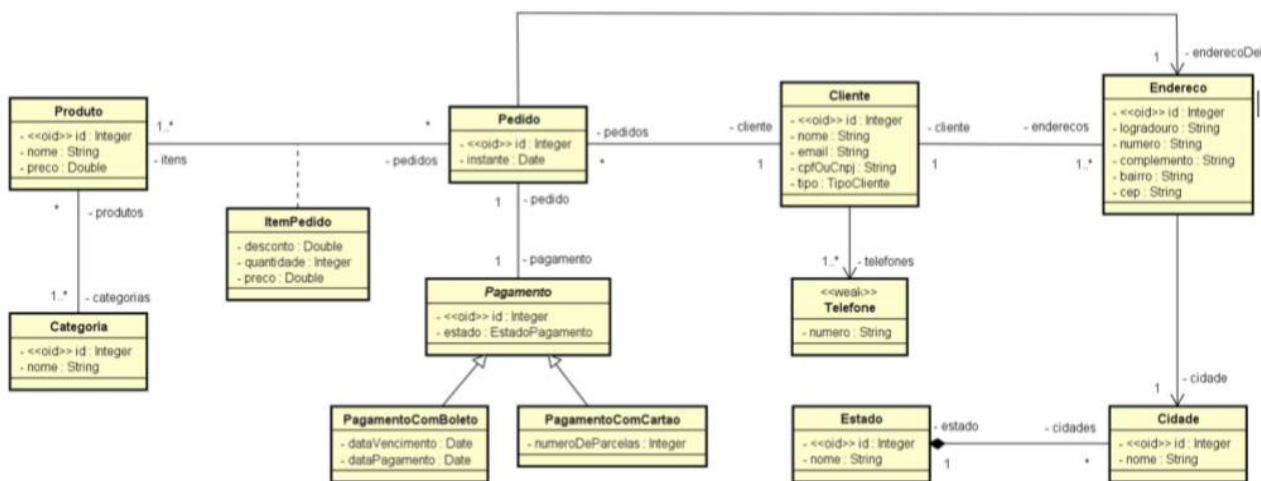 1
- enderecoDel
Produto
- <<oid>> id : Integer
- nome : String
- preco : Double
1..*
- itens
*
- pedidos
Pedido
- <<oid>> id : Integer
- instante : Date
- pedidos
*
- cliente
1
Cliente
- <<oid>> id : Integer
- nome : String
- email : String
- cpfOuCnpj : String
- tipo : TipoCliente
- cliente
1
- enderecos
1..*
Endereco
- <<oid>> id : Integer
- logradouro : String
- numero : String
- complemento : String
- bairro : String
- cep : String
*
- produtos
ItemPedido
- desconto : Double
- quantidade : Integer
- preco : Double
1
- pedido
1
- pagamento
1..*
- telefones
<<weak>>
Telefone
- numero : String
1..*
- categorias
Categoria
- <<oid>> id : Integer
- nome : String
Pagamento
- <<oid>> id : Integer
- estado : EstadoPagamento
PagamentoComBoleto
- dataVencimento : Date
- dataPagamento : Date
PagamentoComCartao
- numeroDeParcelas : Integer
1
- cidade
Estado
- <<oid>> id : Integer
- nome : String
- estado
1
- cidades
*
Cidade
- <<oid>> id : Integer
- nome : String